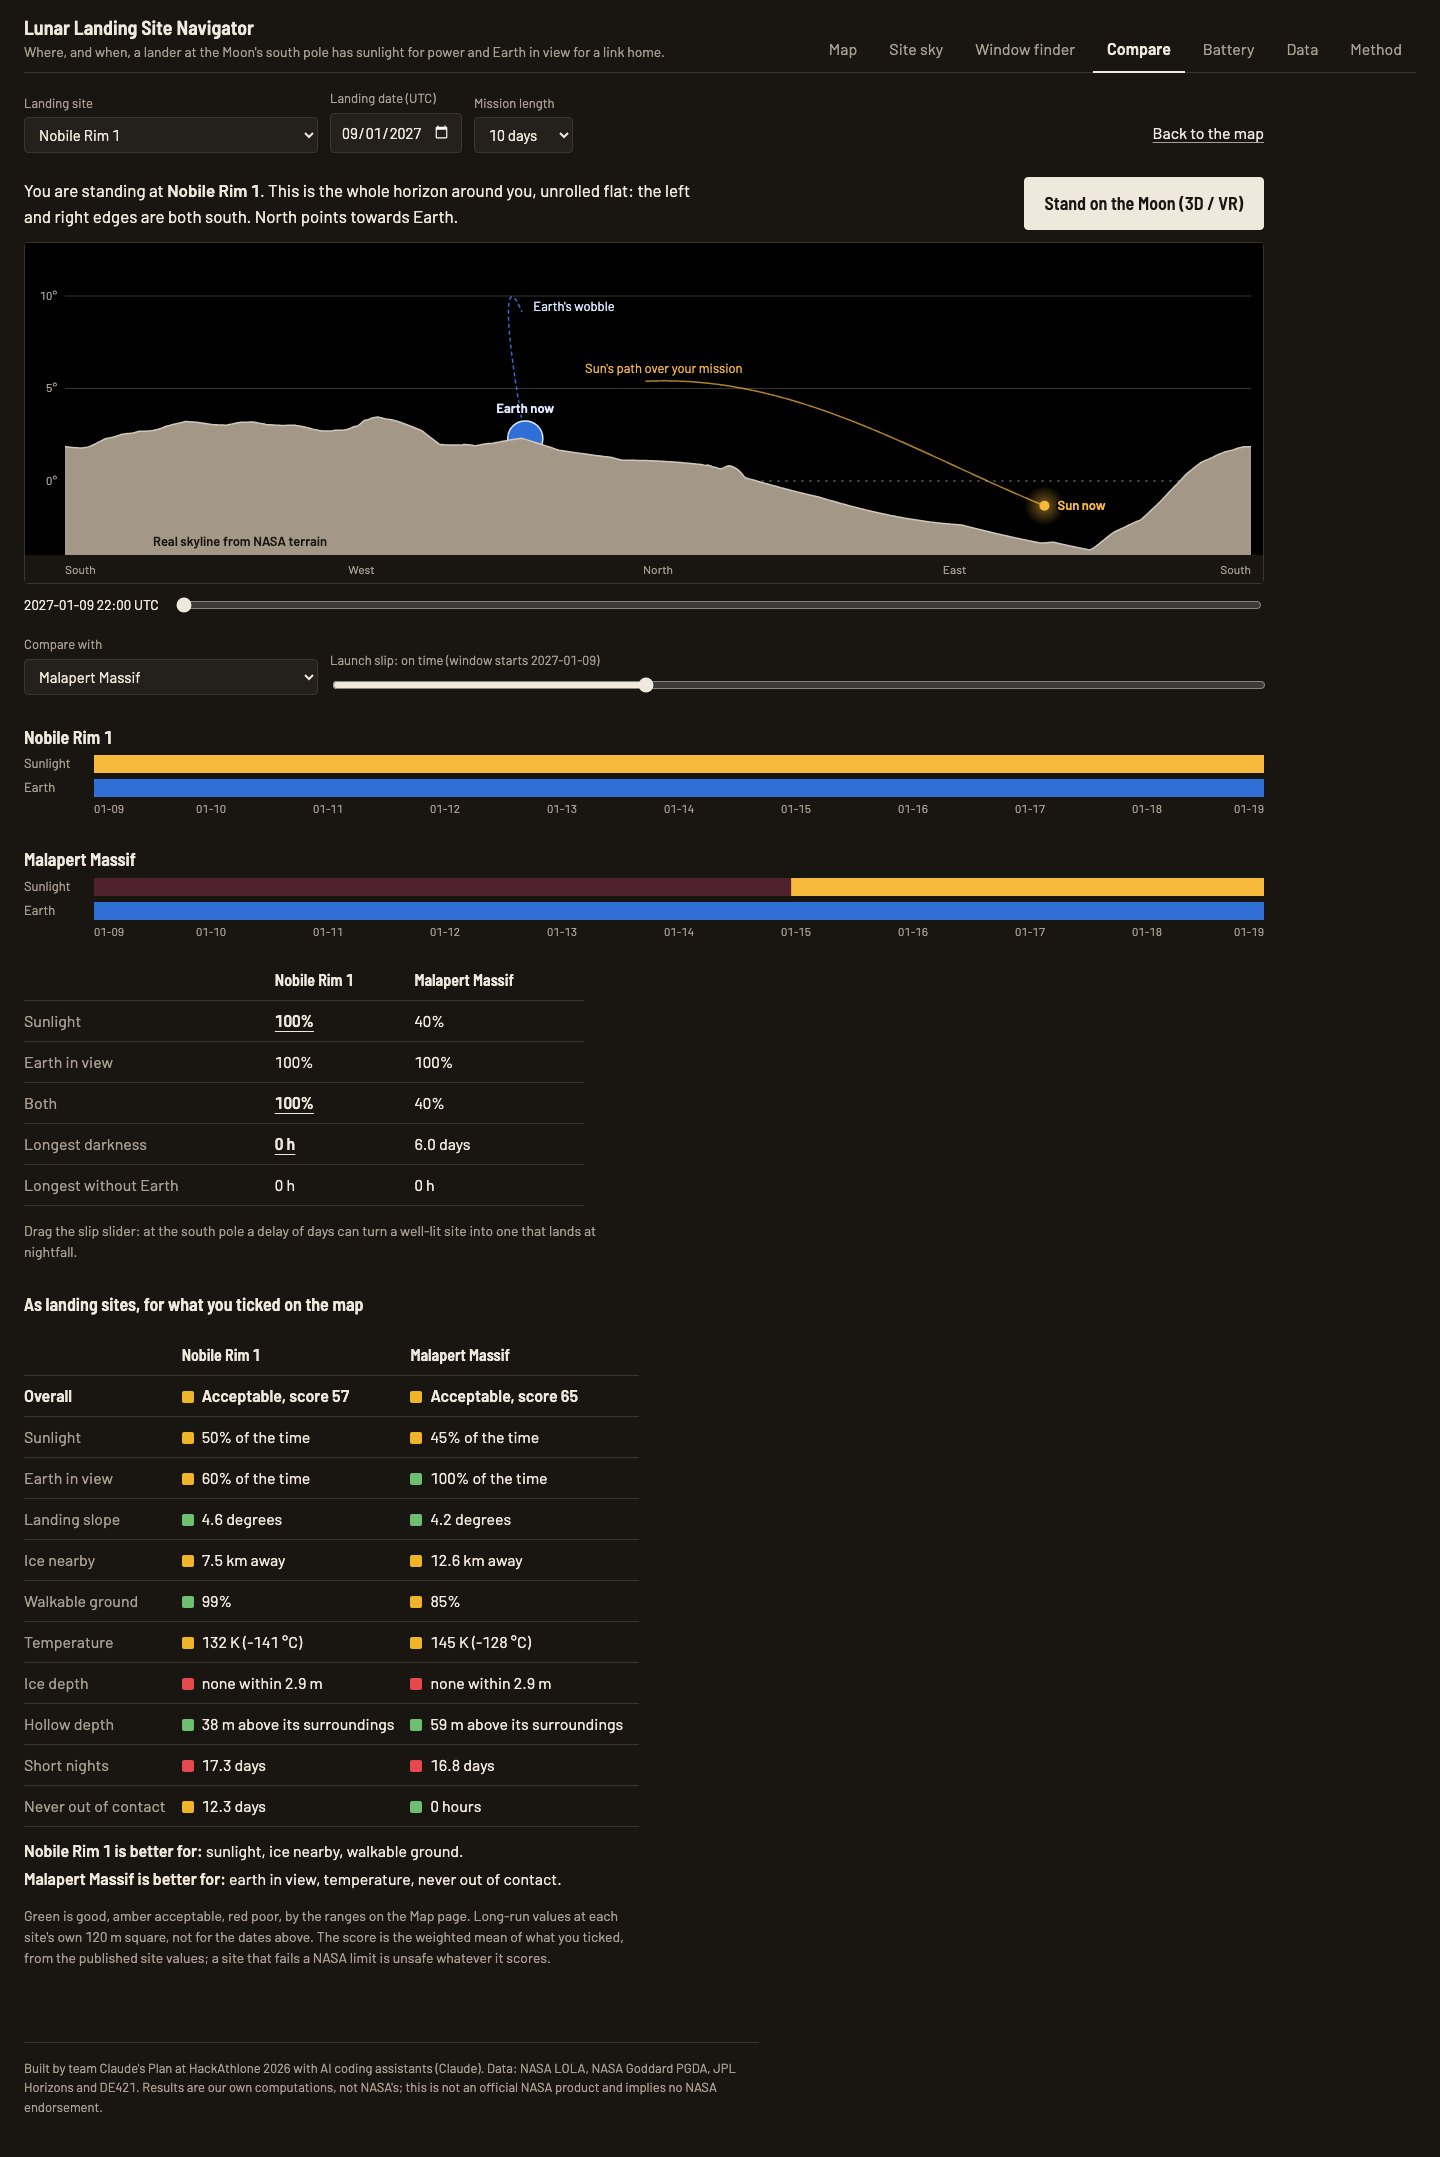 Lunar Landing Site Navigator
Where, and when, a lander at the Moon's south pole has sunlight for power and Earth in view for a link home.
Map Site sky Window finder Compare Battery Data Method
Landing site Landing date (UTC) Mission length
Nobile Rim 1 09/01/2027 10 days Back to the map
You are standing at Nobile Rim 1. This is the whole horizon around you, unrolled flat: the left
and right edges are both south. North points towards Earth.
Stand on the Moon (3D / VR)
10°
Earth's wobble
Sun's path over your mission
5°
Earth now
0°
Sun now
Real skyline from NASA terrain
South West North East South
2027-01-09 22:00 UTC
Compare with
Launch slip: on time (window starts 2027-01-09)
Malapert Massif
Nobile Rim 1
Sunlight
Earth
01-09 01-10 01-11 01-12 01-13 01-14 01-15 01-16 01-17 01-18 01-19
Malapert Massif
Sunlight
Earth
01-09 01-10 01-11 01-12 01-13 01-14 01-15 01-16 01-17 01-18 01-19
Nobile Rim 1 Malapert Massif
Sunlight 100% 40%
Earth in view 100% 100%
Both 100% 40%
Longest darkness 0 h 6.0 days
Longest without Earth 0 h 0 h
Drag the slip slider: at the south pole a delay of days can turn a well-lit site into one that lands at
nightfall.
As landing sites, for what you ticked on the map
Nobile Rim 1 Malapert Massif
Overall Acceptable, score 57 Acceptable, score 65
Sunlight 50% of the time 45% of the time
Earth in view 60% of the time 100% of the time
Landing slope 4.6 degrees 4.2 degrees
Ice nearby 7.5 km away 12.6 km away
Walkable ground 99% 85%
Temperature 132 K (-141 °C) 145 K (-128 °C)
Ice depth none within 2.9 m none within 2.9 m
Hollow depth 38 m above its surroundings 59 m above its surroundings
Short nights 17.3 days 16.8 days
Never out of contact 12.3 days 0 hours
Nobile Rim 1 is better for: sunlight, ice nearby, walkable ground.
Malapert Massif is better for: earth in view, temperature, never out of contact.
Green is good, amber acceptable, red poor, by the ranges on the Map page. Long-run values at each
site's own 120 m square, not for the dates above. The score is the weighted mean of what you ticked,
from the published site values; a site that fails a NASA limit is unsafe whatever it scores.
Built by team Claude's Plan at HackAthlone 2026 with AI coding assistants (Claude). Data: NASA LOLA, NASA Goddard PGDA, JPL
Horizons and DE421. Results are our own computations, not NASA's; this is not an official NASA product and implies no NASA
endorsement.